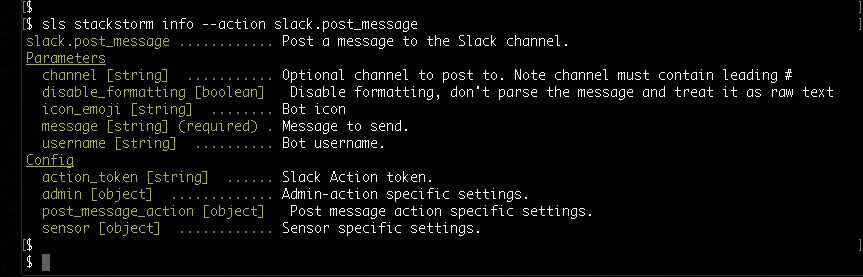 [$
[$ sls stackstorm info --action slack.post_message
slack.post_message ............ Post a message to the Slack channel.
Parameters
channel [string] ........... Optional channel to post to. Note channel must contain leading #
disable_formatting [boolean] Disable formatting, don't parse the message and treat it as raw text
icon_emoji [string] ........ Bot icon
message [string] (required) . Message to send.
username [string] .......... Bot username.
Config
action_token [string] ...... Slack Action token.
admin [object] ............. Admin-action specific settings.
post_message_action [object] Post message action specific settings.
sensor [object] ............ Sensor specific settings.
[$
$